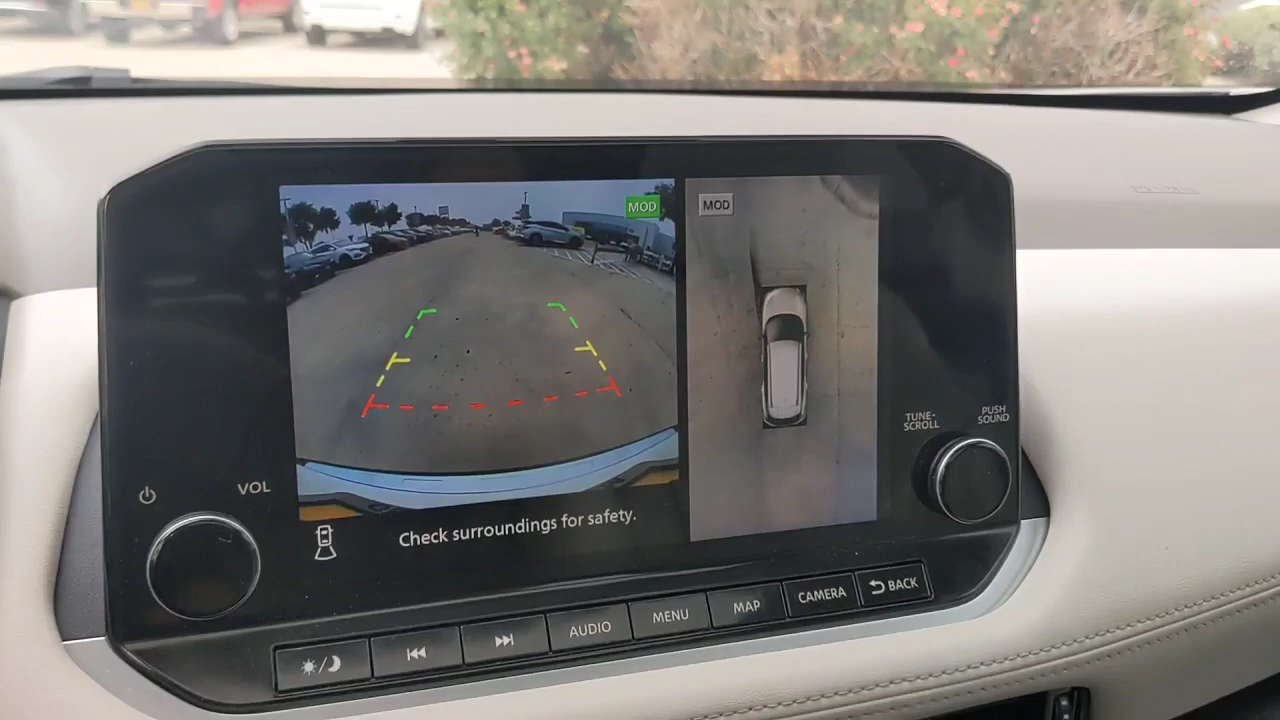 MOD
MOD
TUNE·
SCROLL
PUSH
SOUND
VOL
Check surroundings for safety.
AUDIO
MENU
MAP
CAMERA
BACK